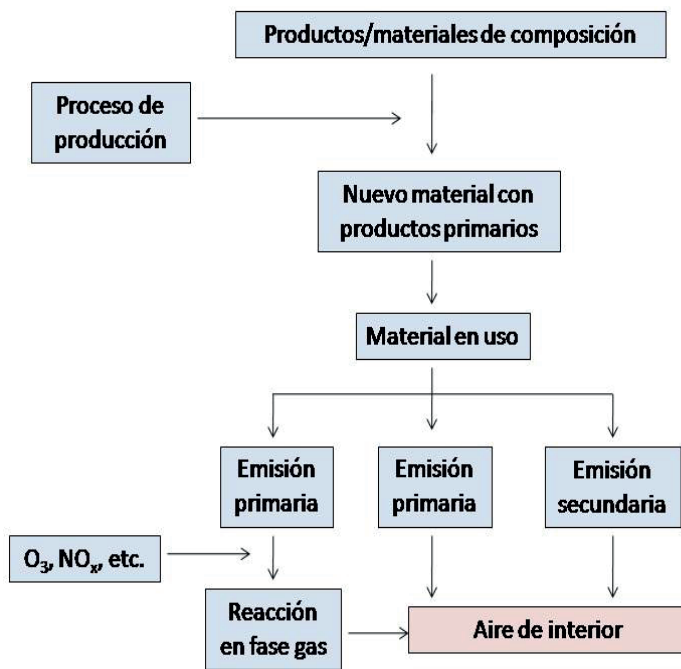 Productos/materiales de composición
Proceso de
producción
Nuevo material con
productos primarios
Material en uso
Emisión
primaria
Emisión
primaria
Emisión
secundaria
O₃, NOₓ, etc.
Reacción
en fase gas
Aire de interior